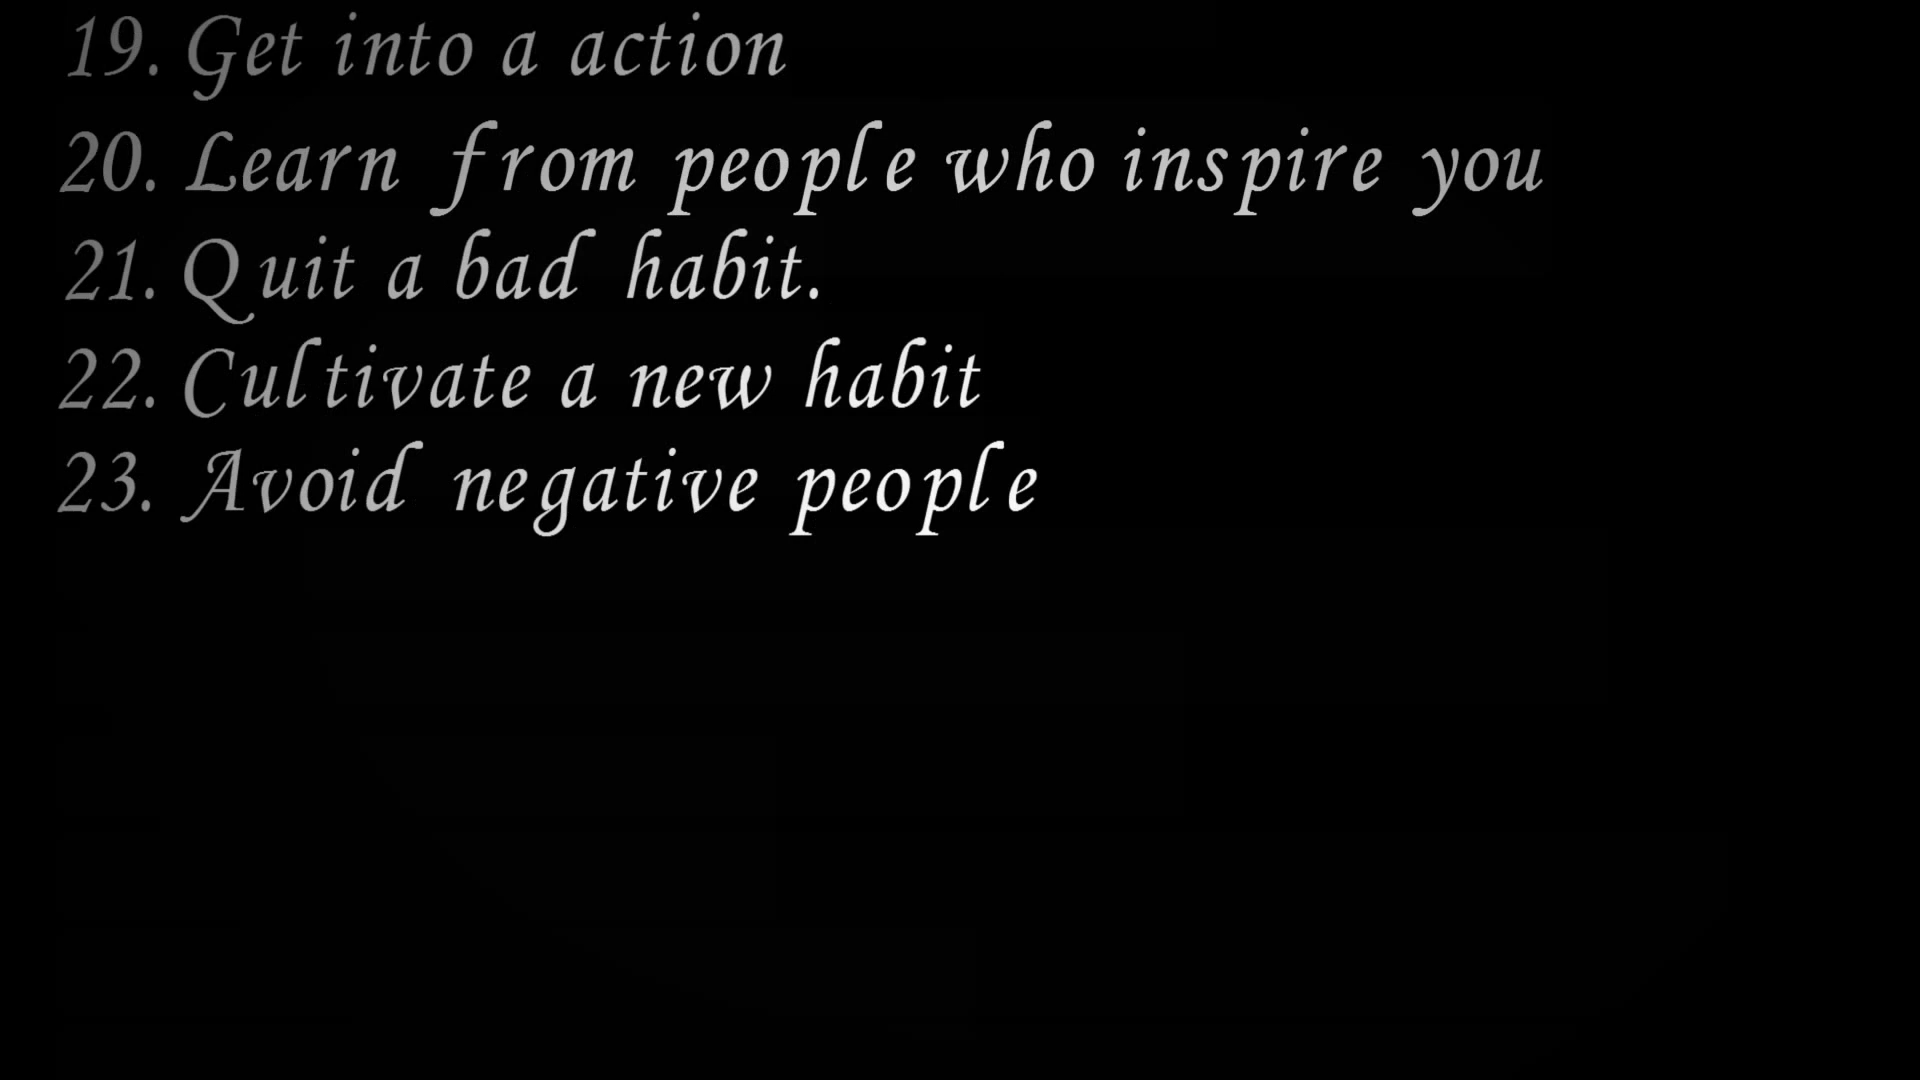 19. Get into a action
20. Learn from people who inspire you
21. Quit a bad habit.
22. Cultivate a new habit
23. Avoid negative people